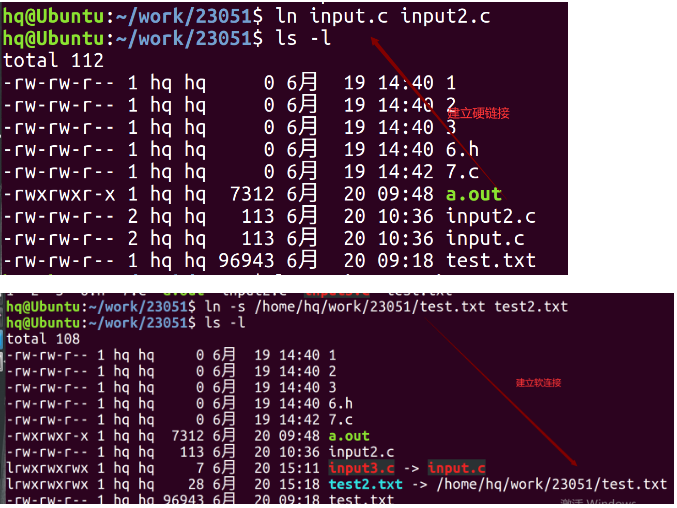 hq@Ubuntu:~/work/23051$ ln input.c input2.c
hq@Ubuntu:~/work/23051$ ls -l
total 112
-rw-rw-r-- 1 hq hq     0 6月  19 14:40 1
-rw-rw-r-- 1 hq hq     0 6月  19 14:40 2
建立硬链接
-rw-rw-r-- 1 hq hq     0 6月  19 14:40 3
-rw-rw-r-- 1 hq hq     0 6月  19 14:40 6.h
-rw-rw-r-- 1 hq hq     0 6月  19 14:42 7.c
-rwxrwxr-x 1 hq hq  7312 6月  20 09:48 a.out
-rw-rw-r-- 2 hq hq   113 6月  20 10:36 input2.c
-rw-rw-r-- 2 hq hq   113 6月  20 10:36 input.c
-rw-rw-r-- 1 hq hq 96943 6月  20 09:18 test.txt
hq@Ubuntu:~/work/23051$ ln -s /home/hq/work/23051/test.txt test2.txt
hq@Ubuntu:~/work/23051$ ls -l
total 108
-rw-rw-r-- 1 hq hq     0 6月  19 14:40 1
-rw-rw-r-- 1 hq hq     0 6月  19 14:40 2
建立软连接
-rw-rw-r-- 1 hq hq     0 6月  19 14:40 3
-rw-rw-r-- 1 hq hq     0 6月  19 14:40 6.h
-rw-rw-r-- 1 hq hq     0 6月  19 14:42 7.c
-rwxrwxr-x 1 hq hq  7312 6月  20 09:48 a.out
-rw-rw-r-- 1 hq hq   113 6月  20 10:36 input2.c
lrwxrwxrwx 1 hq hq     7 6月  20 15:11 input3.c -> input.c
lrwxrwxrwx 1 hq hq    28 6月  20 15:18 test2.txt -> /home/hq/work/23051/test.txt
-rw-rw-r-- 1 hq hq 96943 6月  20 09:18 test.txt
激活 Windows